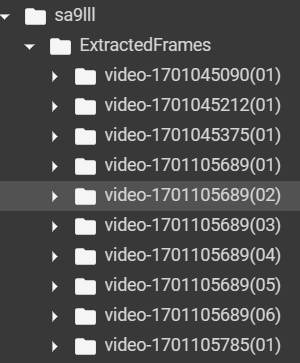 sa9lll
ExtractedFrames
video-1701045090(01)
video-1701045212(01)
video-1701045375(01)
video-1701105689(01)
video-1701105689(02)
video-1701105689(03)
video-1701105689(04)
video-1701105689(05)
video-1701105689(06)
video-1701105785(01)